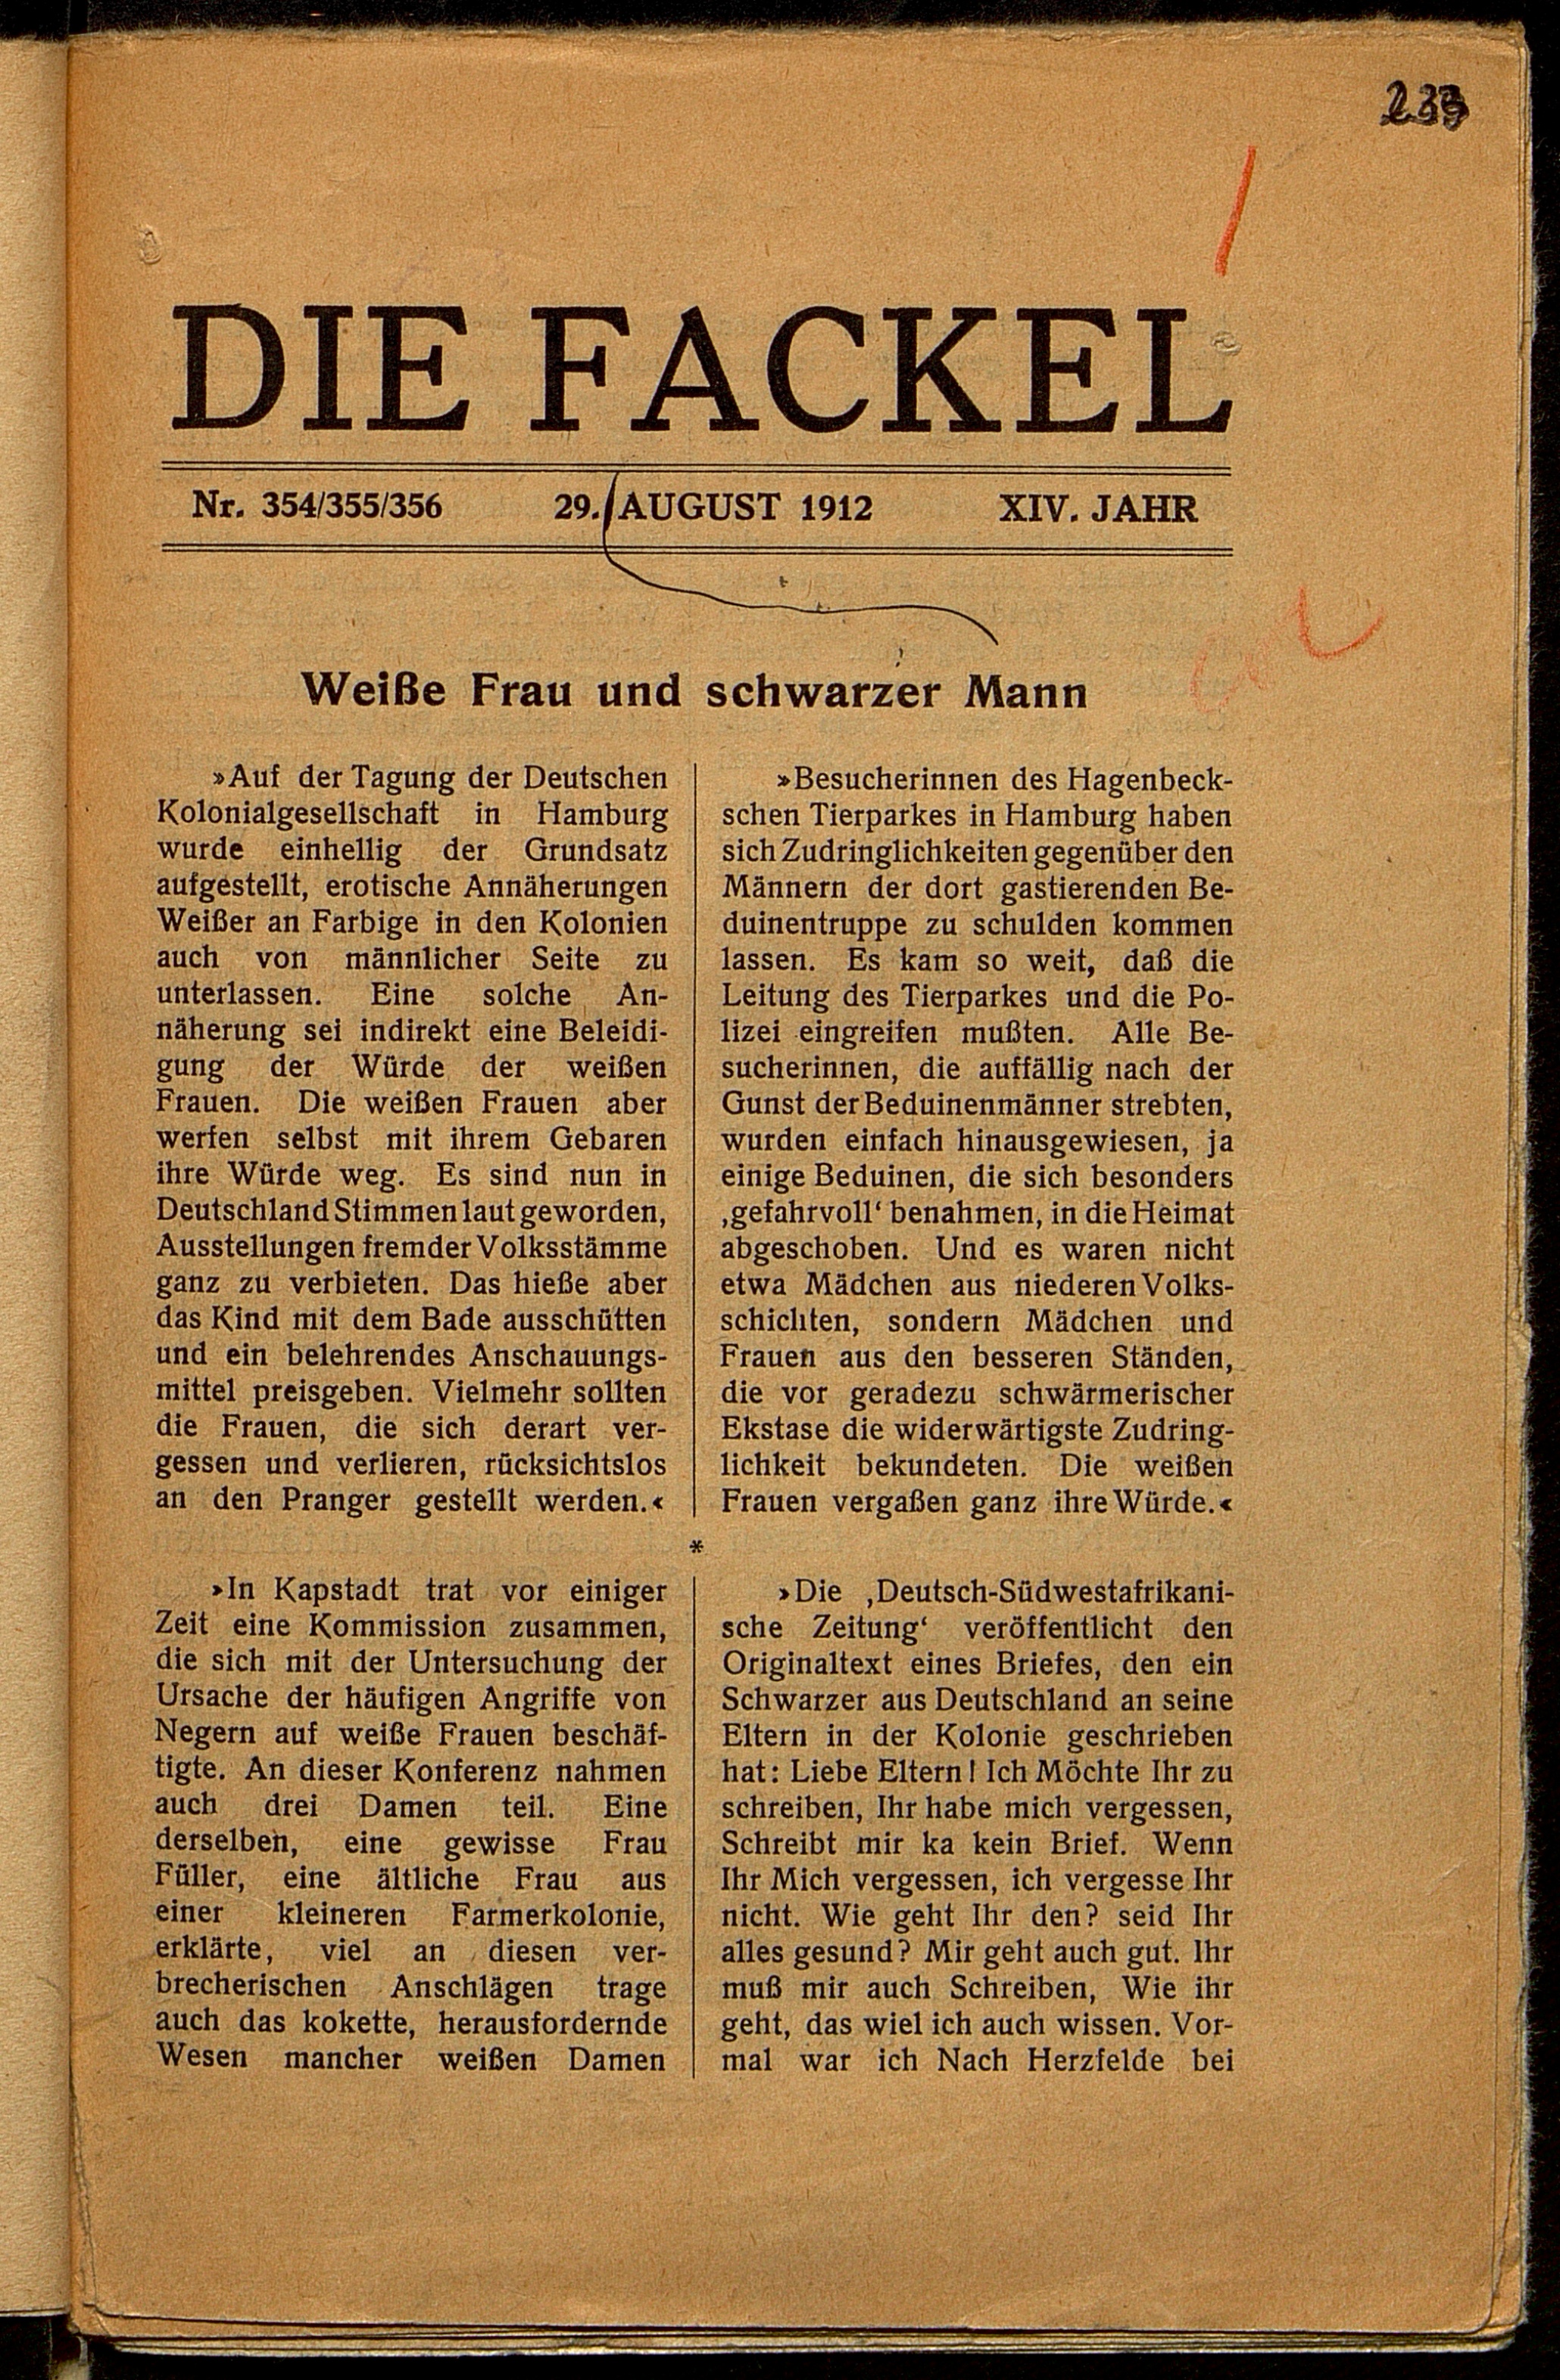 DIE FACKEL
Nr. 354/355/356 29. AUGUST 1912 XIV. JAHR
Weiße Frau und schwarzer Mann
»Auf der Tagung der Deutschen
Kolonialgesellschaft in Hamburg
wurde einhellig der Grundsatz
aufgestellt, erotische Annäherungen
Weißer an Farbige in den Kolonien
auch von männlicher Seite zu
unterlassen. Eine solche An-
näherung sei indirekt eine Beleidi-
gung der Würde der weißen
Frauen. Die weißen Frauen aber
werfen selbst mit ihrem Gebaren
ihre Würde weg. Es sind nun in
Deutschland Stimmen laut geworden,
Ausstellungen fremder Volksstämme
ganz zu verbieten. Das hieße aber
das Kind mit dem Bade ausschütten
und ein belehrendes Anschauungs-
mittel preisgeben. Vielmehr sollten
die Frauen, die sich derart ver-
gessen und verlieren, rücksichtslos
an den Pranger gestellt werden.«
»Besucherinnen des Hagenbeck-
schen Tierparkes in Hamburg haben
sich Zudringlichkeiten gegenüber den
Männern der dort gastierenden Be-
duinentruppe zu schulden kommen
lassen. Es kam so weit, daß die
Leitung des Tierparkes und die Po-
lizei eingreifen mußten. Alle Be-
sucherinnen, die auffällig nach der
Gunst der Beduinenmänner strebten,
wurden einfach hinausgewiesen, ja
einige Beduinen, die sich besonders
‚gefahrvoll‘ benahmen, in die Heimat
abgeschoben. Und es waren nicht
etwa Mädchen aus niederen Volks-
schichten, sondern Mädchen und
Frauen aus den besseren Ständen,
die vor geradezu schwärmerischer
Ekstase die widerwärtigste Zudring-
lichkeit bekundeten. Die weißen
Frauen vergaßen ganz ihre Würde.«
*
»In Kapstadt trat vor einiger
Zeit eine Kommission zusammen,
die sich mit der Untersuchung der
Ursache der häufigen Angriffe von
Negern auf weiße Frauen beschäf-
tigte. An dieser Konferenz nahmen
auch drei Damen teil. Eine
derselben, eine gewisse Frau
Füller, eine ältliche Frau aus
einer kleineren Farmerkolonie,
erklärte, viel an diesen ver-
brecherischen Anschlägen trage
auch das kokette, herausfordernde
Wesen mancher weißen Damen
»Die ‚Deutsch-Südwestafrikani-
sche Zeitung‘ veröffentlicht den
Originaltext eines Briefes, den ein
Schwarzer aus Deutschland an seine
Eltern in der Kolonie geschrieben
hat: Liebe Eltern! Ich Möchte Ihr zu
schreiben, Ihr habe mich vergessen,
Schreibt mir ka kein Brief. Wenn
Ihr Mich vergessen, ich vergesse Ihr
nicht. Wie geht Ihr den? seid Ihr
alles gesund? Mir geht auch gut. Ihr
muß mir auch Schreiben, Wie ihr
geht, das wiel ich auch wissen. Vor-
mal war ich Nach Herzfelde bei